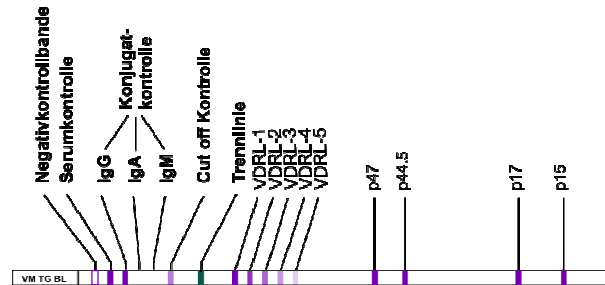 Negativkontrollbande
Serumkontrolle
Konjugat-
kontrolle
IgG
IgA
IgM
Cut off Kontrolle
Trennlinie
VDRL-1
VDRL-2
VDRL-3
VDRL-4
VDRL-5
p47
p44.5
p17
p15
VM TG BL